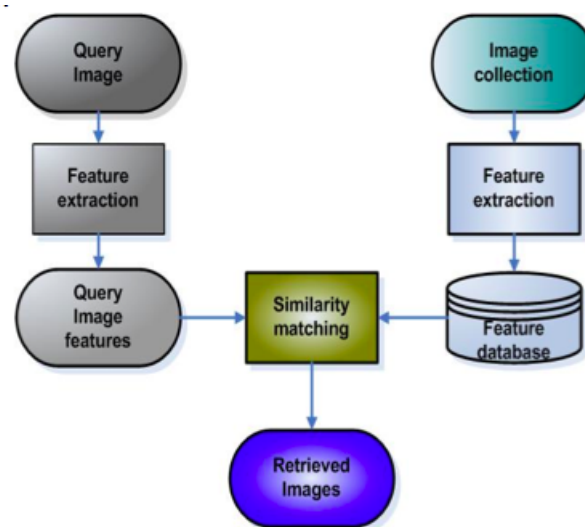 Query
Image
Image
collection
Feature
extraction
Feature
extraction
Query
Image
features
Similarity
matching
Feature
database
Retrieved
Images